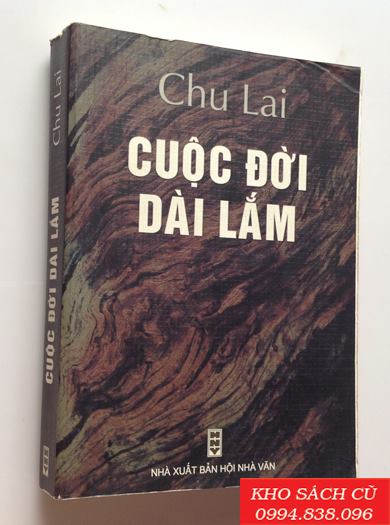 Chu Lai
CUỘC ĐỜI
DÀI LẮM
Chu Lai
CUỘC ĐỜI DÀI LẮM
HNV
NHÀ XUẤT BẢN HỘI NHÀ VĂN
KHO SÁCH CŨ
0994.838.096